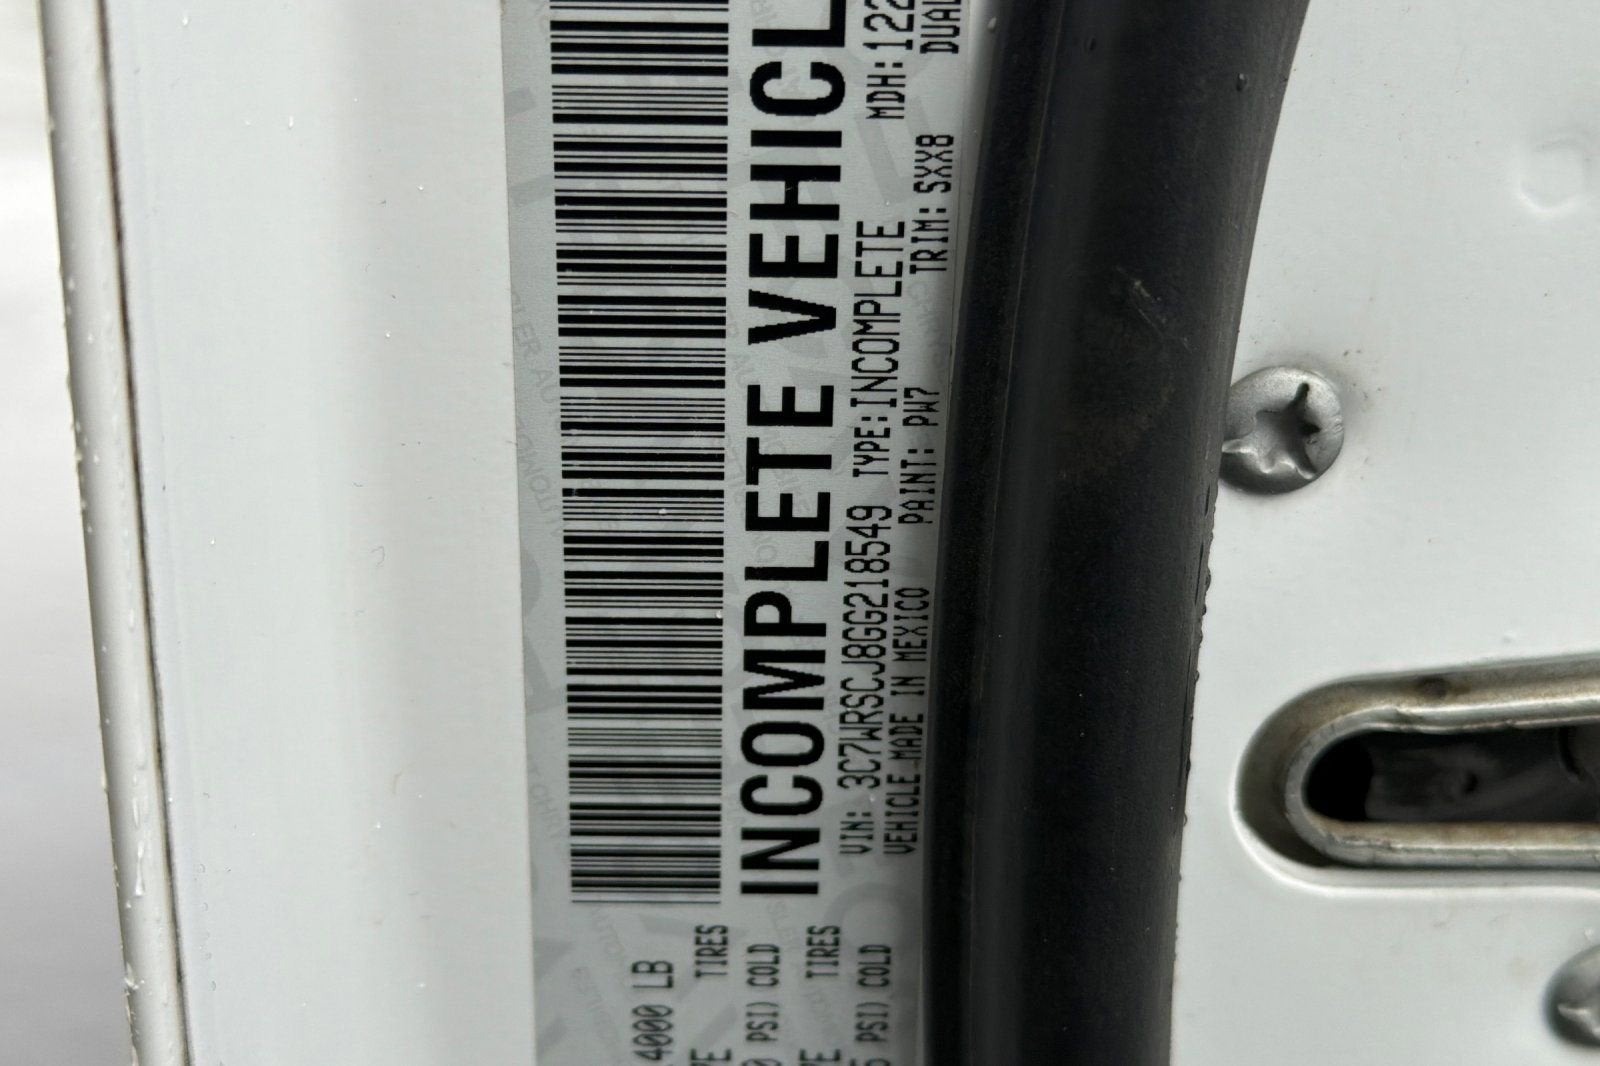 4000 LB
TIRES
PSI) COLD
TIRES
PSI) COLD
INCOMPLETE VEHICL
VIN: 3C7WRSCJ8GG218549 TYPE:INCOMPLETE MDH:122
VEHICLE MADE IN MEXICO PAINT: PW7 TRIM: SXX8 DUAL